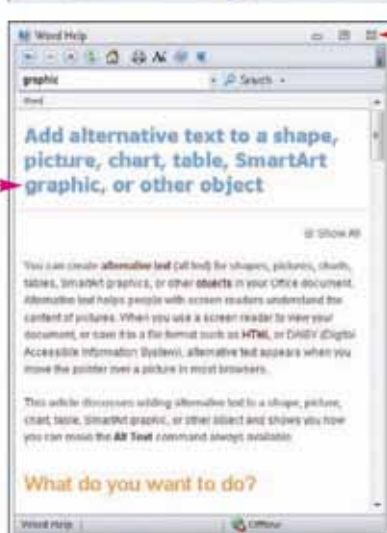 Word Help
graphic
Search
Word
Add alternative text to a shape,
picture, chart, table, SmartArt
graphic, or other object
Show All
You can create alternative text (alt text) for shapes, pictures, charts,
tables, SmartArt graphics, or other objects in your Office document.
Alternative text helps people with screen readers understand the
content of pictures. When you use a screen reader to view your
document, or save it to a file format such as HTML, or DAISY (Digital
Accessible Information System), alternative text appears when you
move the pointer over a picture in most browsers.
This article discusses adding alternative text to a shape, picture,
chart, table, SmartArt graphic, or other object and shows you how
you can make the Alt Text command always available.
What do you want to do?
Word Help
Offline